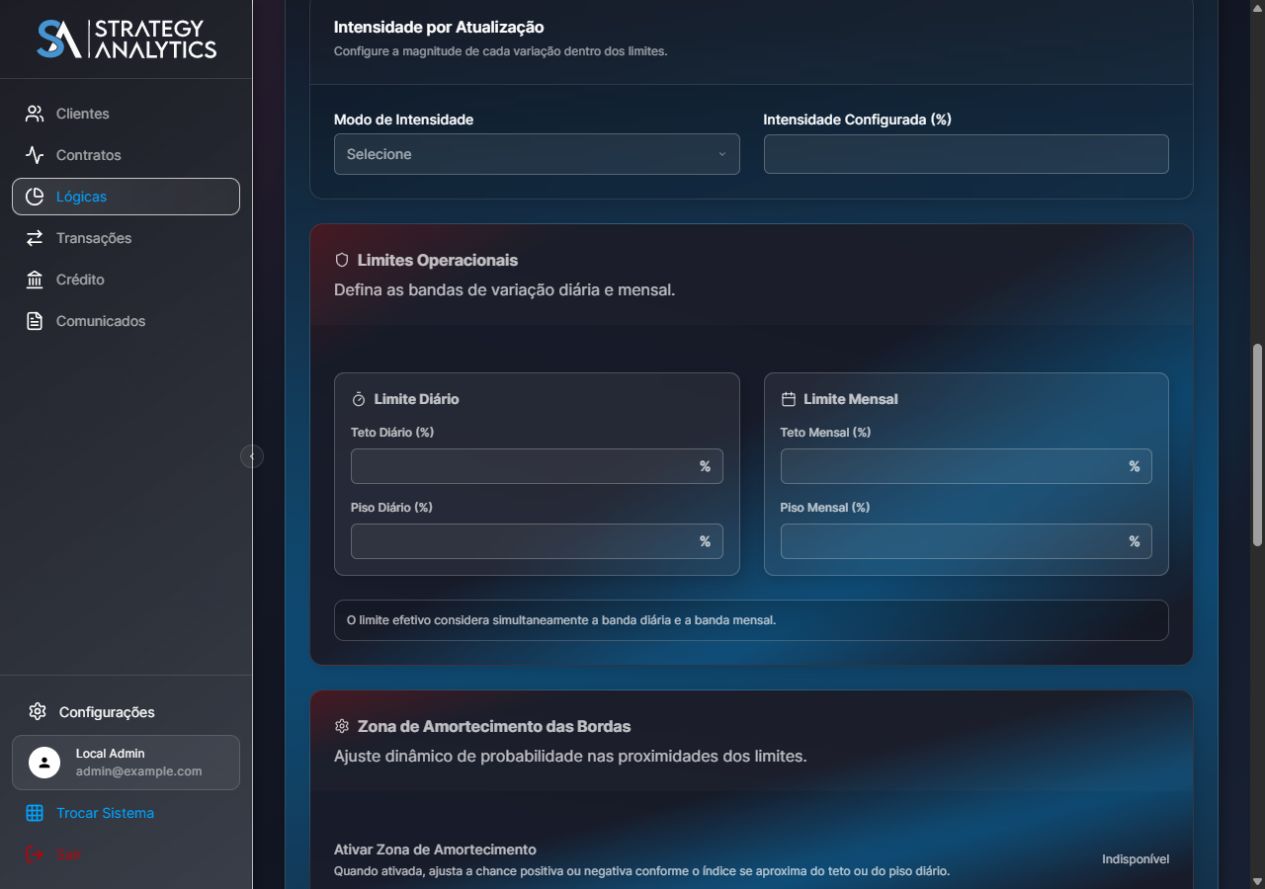 STRATEGY
ANALYTICS
Clientes
Contratos
Lógicas
Transações
Crédito
Comunicados
Configurações
Local Admin
admin@example.com
Trocar Sistema
Sair
Intensidade por Atualização
Configure a magnitude de cada variação dentro dos limites.
Modo de Intensidade
Selecione
Intensidade Configurada (%)
Limites Operacionais
Defina as bandas de variação diária e mensal.
Limite Diário
Teto Diário (%)
%
Piso Diário (%)
%
Limite Mensal
Teto Mensal (%)
%
Piso Mensal (%)
%
O limite efetivo considera simultaneamente a banda diária e a banda mensal.
Zona de Amortecimento das Bordas
Ajuste dinâmico de probabilidade nas proximidades dos limites.
Ativar Zona de Amortecimento
Quando ativada, ajusta a chance positiva ou negativa conforme o índice se aproxima do teto ou do piso diário.
Indisponível